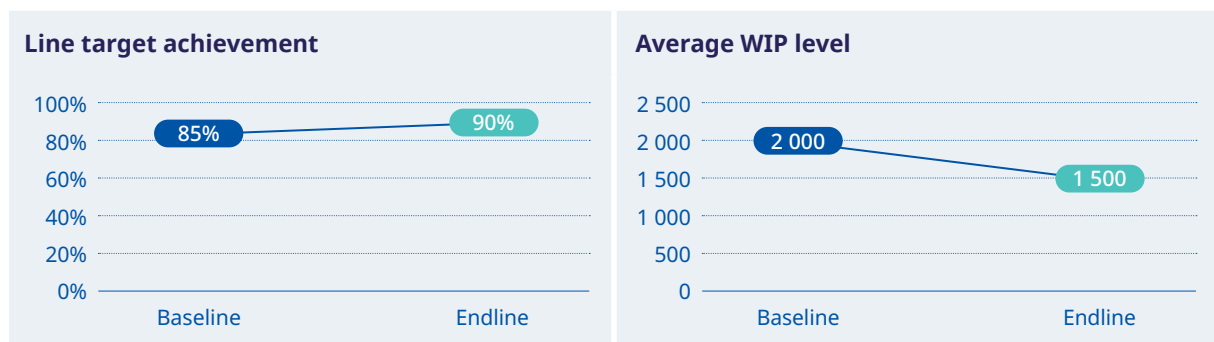 Line target achievement
100%
80%
60%
40%
20%
0%
85%
90%
Baseline
Endline
Average WIP level
2 500
2 000
1 500
1 000
500
0
2 000
1 500
Baseline
Endline